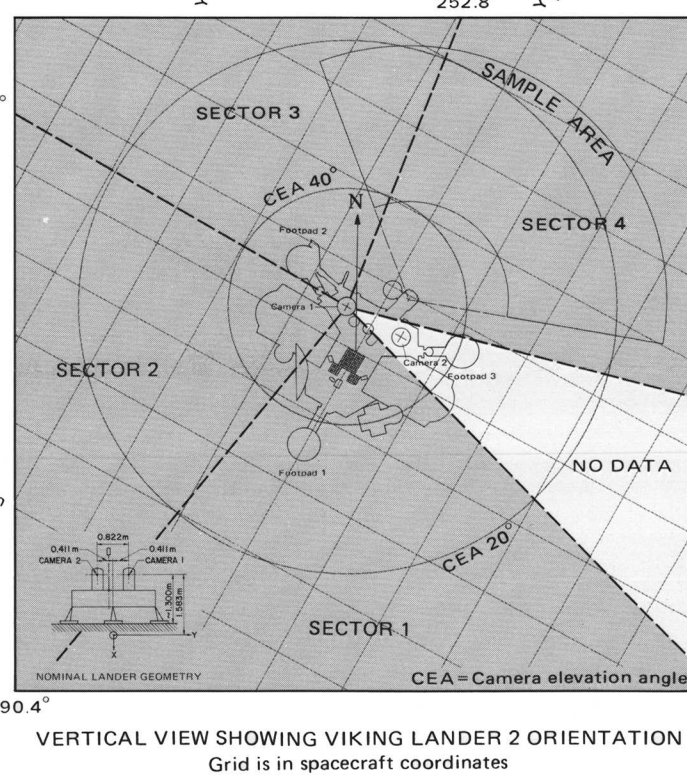 252.8
SAMPLE AREA
SECTOR 3
CEA 40°
N
SECTOR 4
Footpad 2
Camera 1
Camera 2
Footpad 3
SECTOR 2
NO DATA
Footpad 1
CEA 20°
0.822m
0.411m
0.411m
CAMERA 2
CAMERA 1
1.300m
1.583m
Y
X
SECTOR 1
NOMINAL LANDER GEOMETRY
CEA=Camera elevation angle
90.4°
VERTICAL VIEW SHOWING VIKING LANDER 2 ORIENTATION
Grid is in spacecraft coordinates